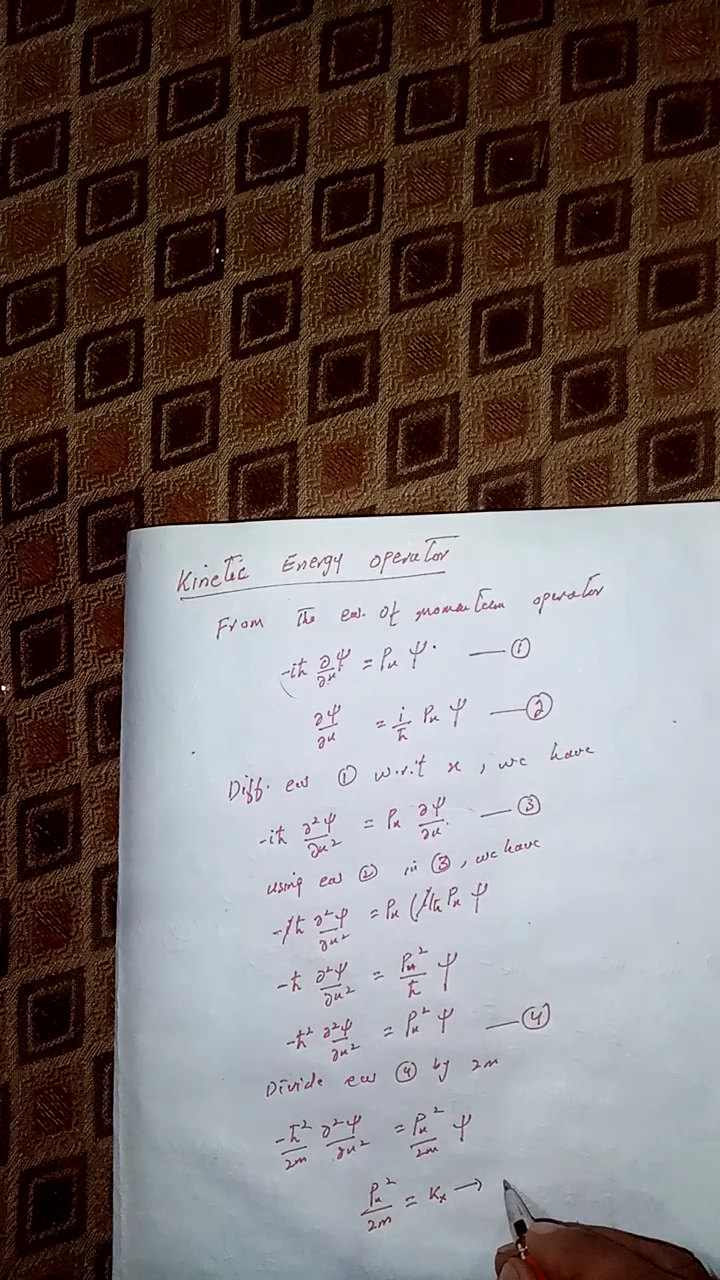 Kinetic Energy operator
From The eq. of momentum operator
-iħ ∂ψ/∂x = Px ψ. —①
∂ψ/∂x = i/ħ Px ψ —②
Diff. eq ① w.r.t x, we have
-iħ ∂²ψ/∂x² = Px ∂ψ/∂x. —③
using eq ② in ③, we have
-iħ ∂²ψ/∂x² = Px (i/ħ Px ψ
-ħ ∂²ψ/∂x² = Px²/ħ ψ
-ħ² ∂²ψ/∂x² = Px² ψ —④
Divide eq ④ by 2m
-ħ²/2m ∂²ψ/∂x² = Px²/2m ψ
Px²/2m = Kx →